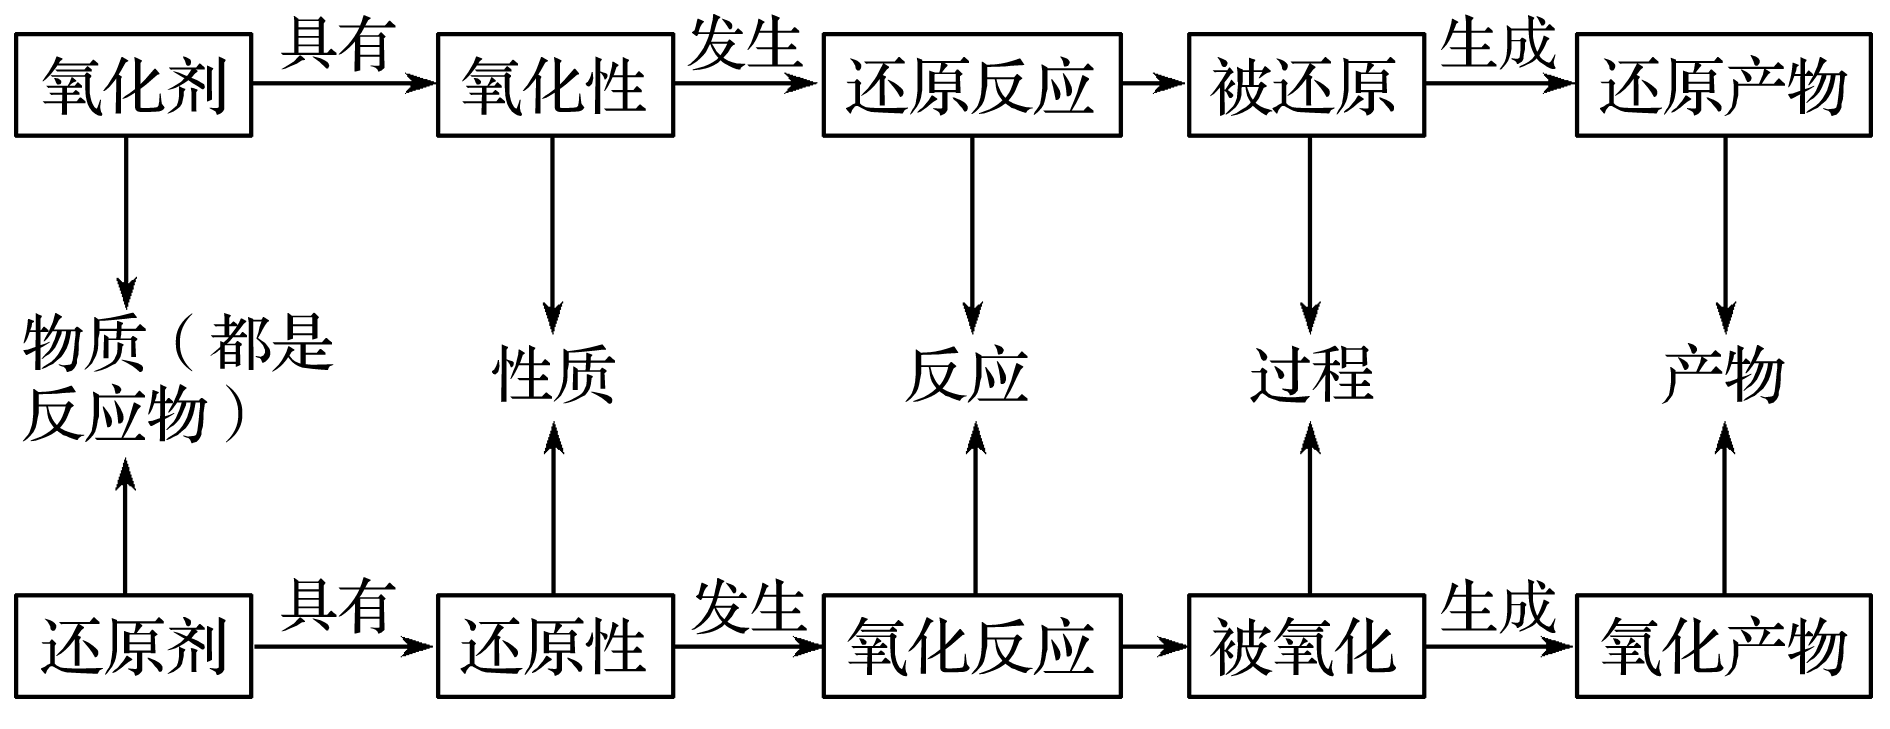 氧化剂 具有 氧化性 发生 还原反应 被还原 生成 还原产物
物质（都是
反应物）
性质 反应 过程 产物
还原剂 具有 还原性 发生 氧化反应 被氧化 生成 氧化产物